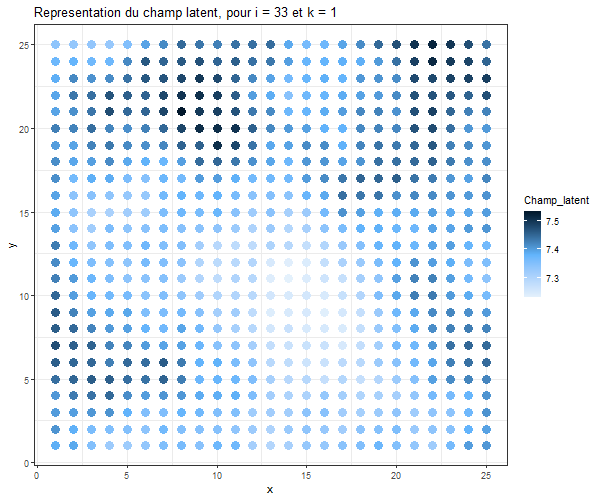 Representation du champ latent, pour i = 33 et k = 1
25
20
15
10
5
0
y
0 5 10 15 20 25
x
Champ_latent
7.5
7.4
7.3